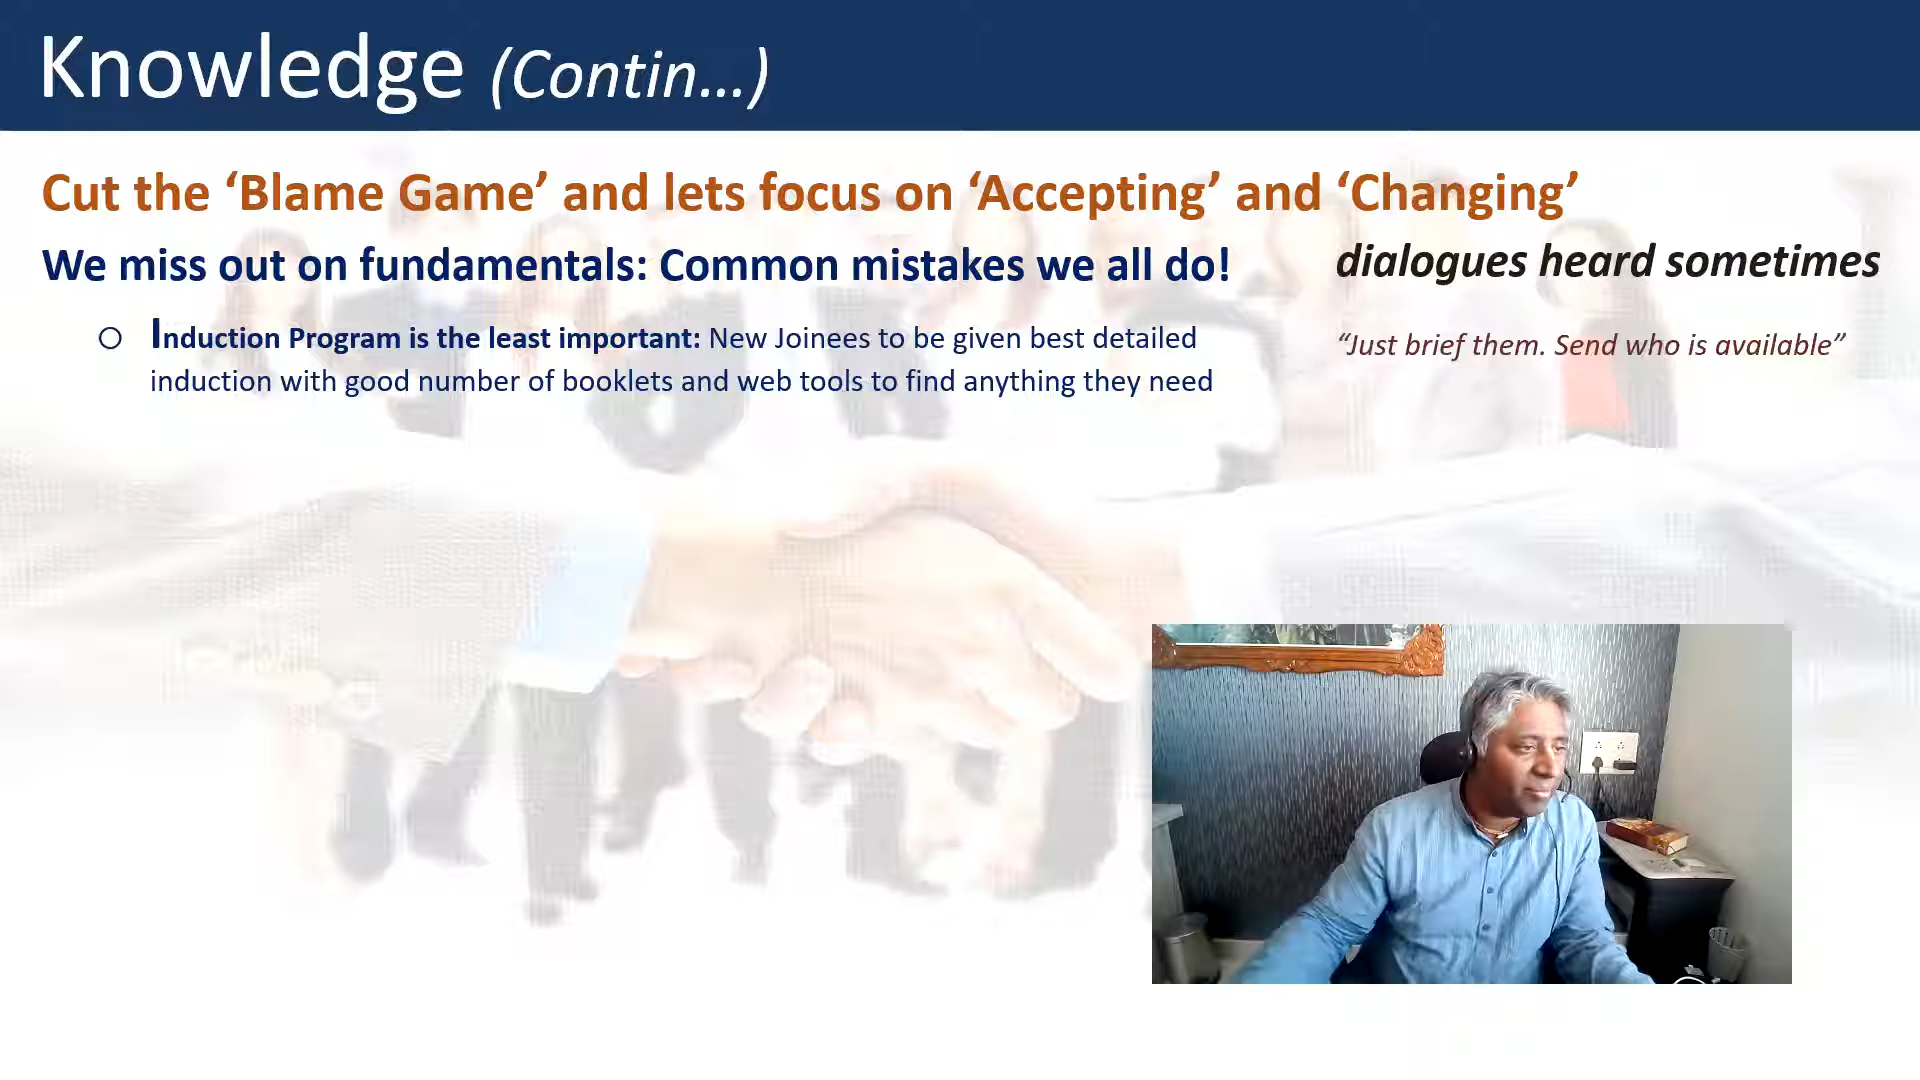 Knowledge (Contin...)
Cut the ‘Blame Game’ and lets focus on ‘Accepting’ and ‘Changing’
We miss out on fundamentals: Common mistakes we all do!
dialogues heard sometimes
○ Induction Program is the least important: New Joinees to be given best detailed
induction with good number of booklets and web tools to find anything they need
“Just brief them. Send who is available”